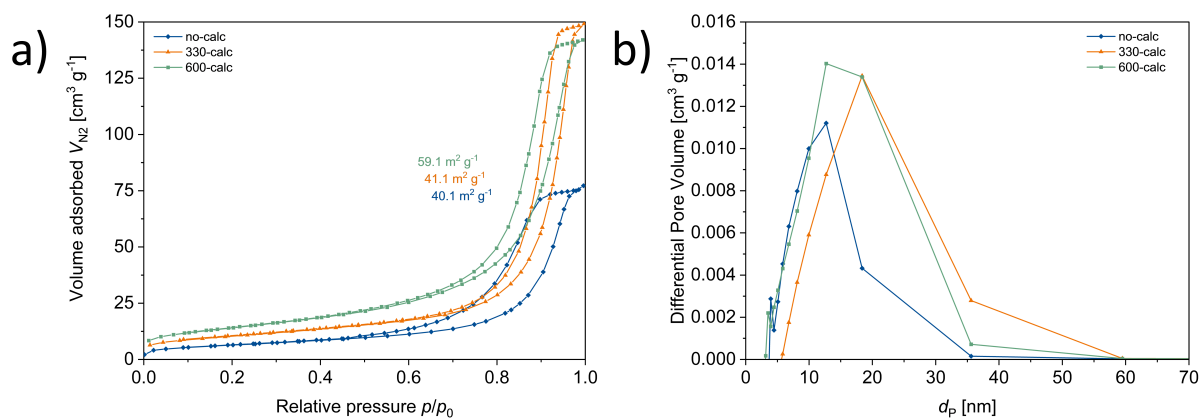 a)
no-calc
330-calc
600-calc
59.1 m² g⁻¹
41.1 m² g⁻¹
40.1 m² g⁻¹
150
125
100
75
50
25
0
0.0 0.2 0.4 0.6 0.8 1.0
Volume adsorbed V_N2 [cm³ g⁻¹]
Relative pressure p/p₀
b)
no-calc
330-calc
600-calc
0.016
0.014
0.012
0.010
0.008
0.006
0.004
0.002
0.000
0 10 20 30 40 50 60 70
Differential Pore Volume [cm³ g⁻¹]
d_P [nm]